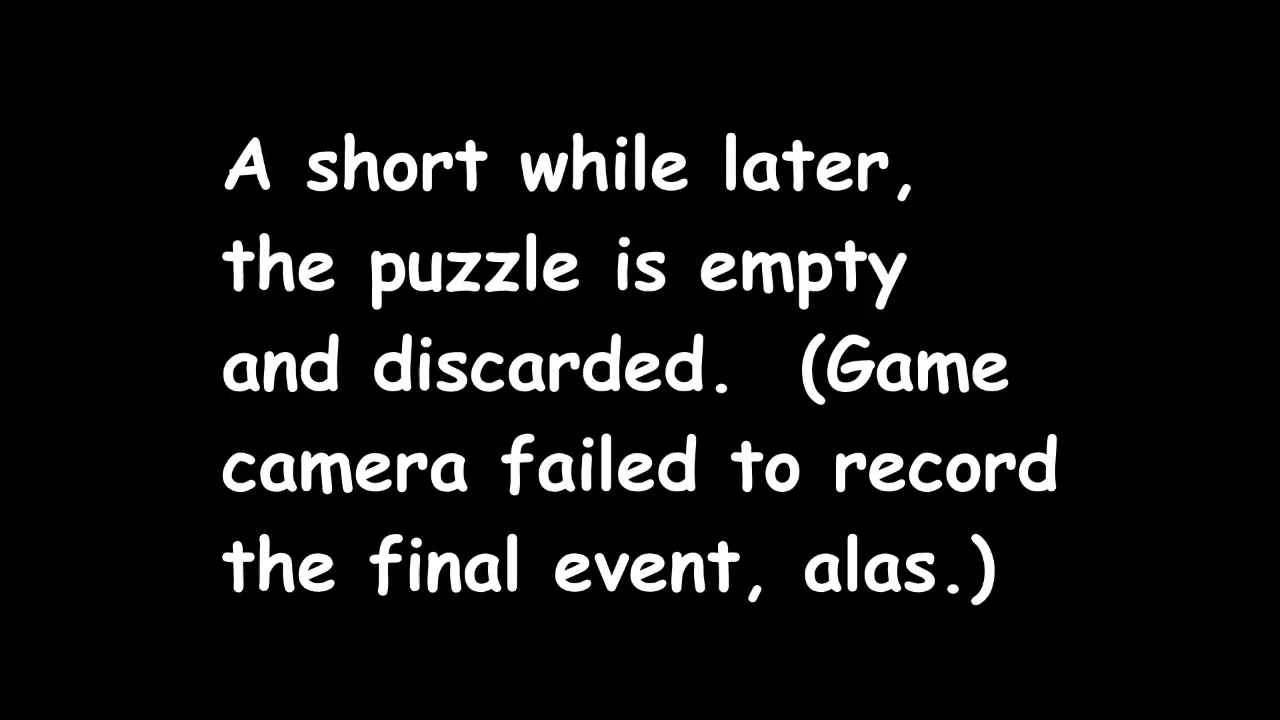 A short while later,
the puzzle is empty
and discarded.  (Game
camera failed to record
the final event, alas.)